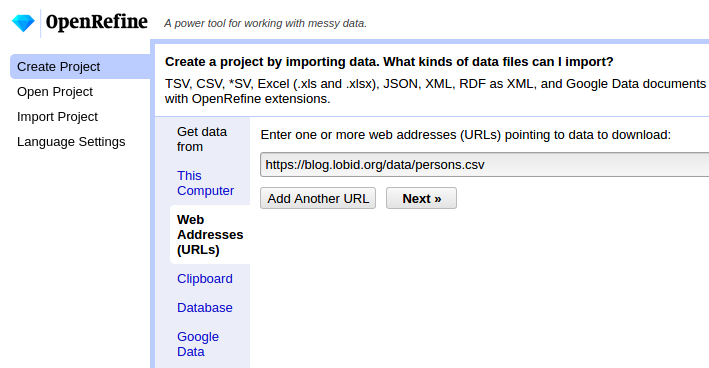 OpenRefine
A power tool for working with messy data.
Create Project
Open Project
Import Project
Language Settings
Create a project by importing data. What kinds of data files can I import?
TSV, CSV, *SV, Excel (.xls and .xlsx), JSON, XML, RDF as XML, and Google Data documents
with OpenRefine extensions.
Get data
from
This
Computer
Web
Addresses
(URLs)
Clipboard
Database
Google
Data
Enter one or more web addresses (URLs) pointing to data to download:
https://blog.lobid.org/data/persons.csv
Add Another URL
Next »